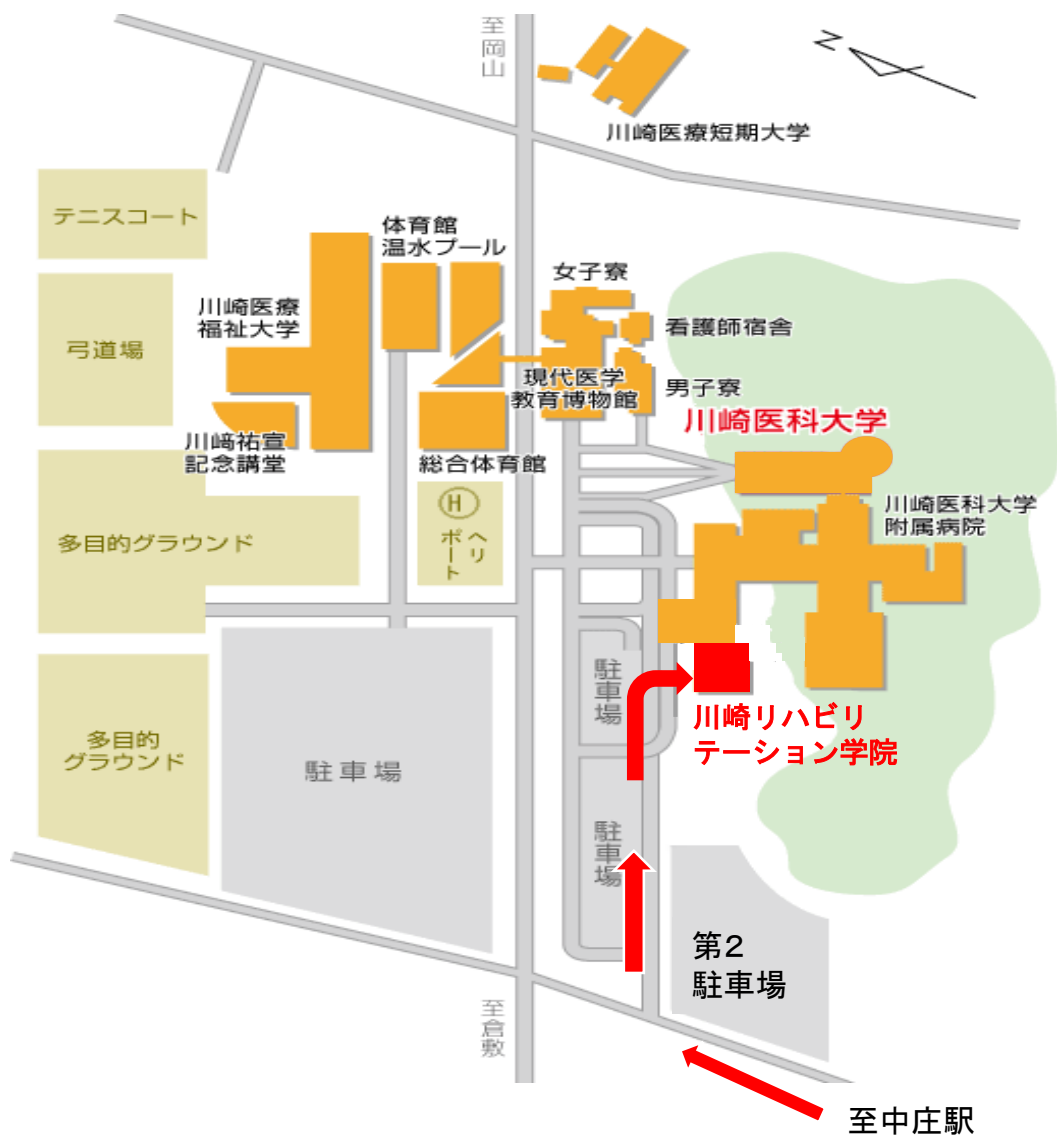 至岡山
N
川崎医療短期大学
テニスコート
体育館
温水プール
女子寮
川崎医療
福祉大学
看護師宿舎
弓道場
現代医学
教育博物館
男子寮
川崎医科大学
川﨑祐宣
記念講堂
総合体育館
H
ヘリ
ポート
川崎医科大学
附属病院
多目的グラウンド
駐車場
川崎リハビリ
テーション学院
多目的
グラウンド
駐車場
駐車場
第2
駐車場
至倉敷
至中庄駅